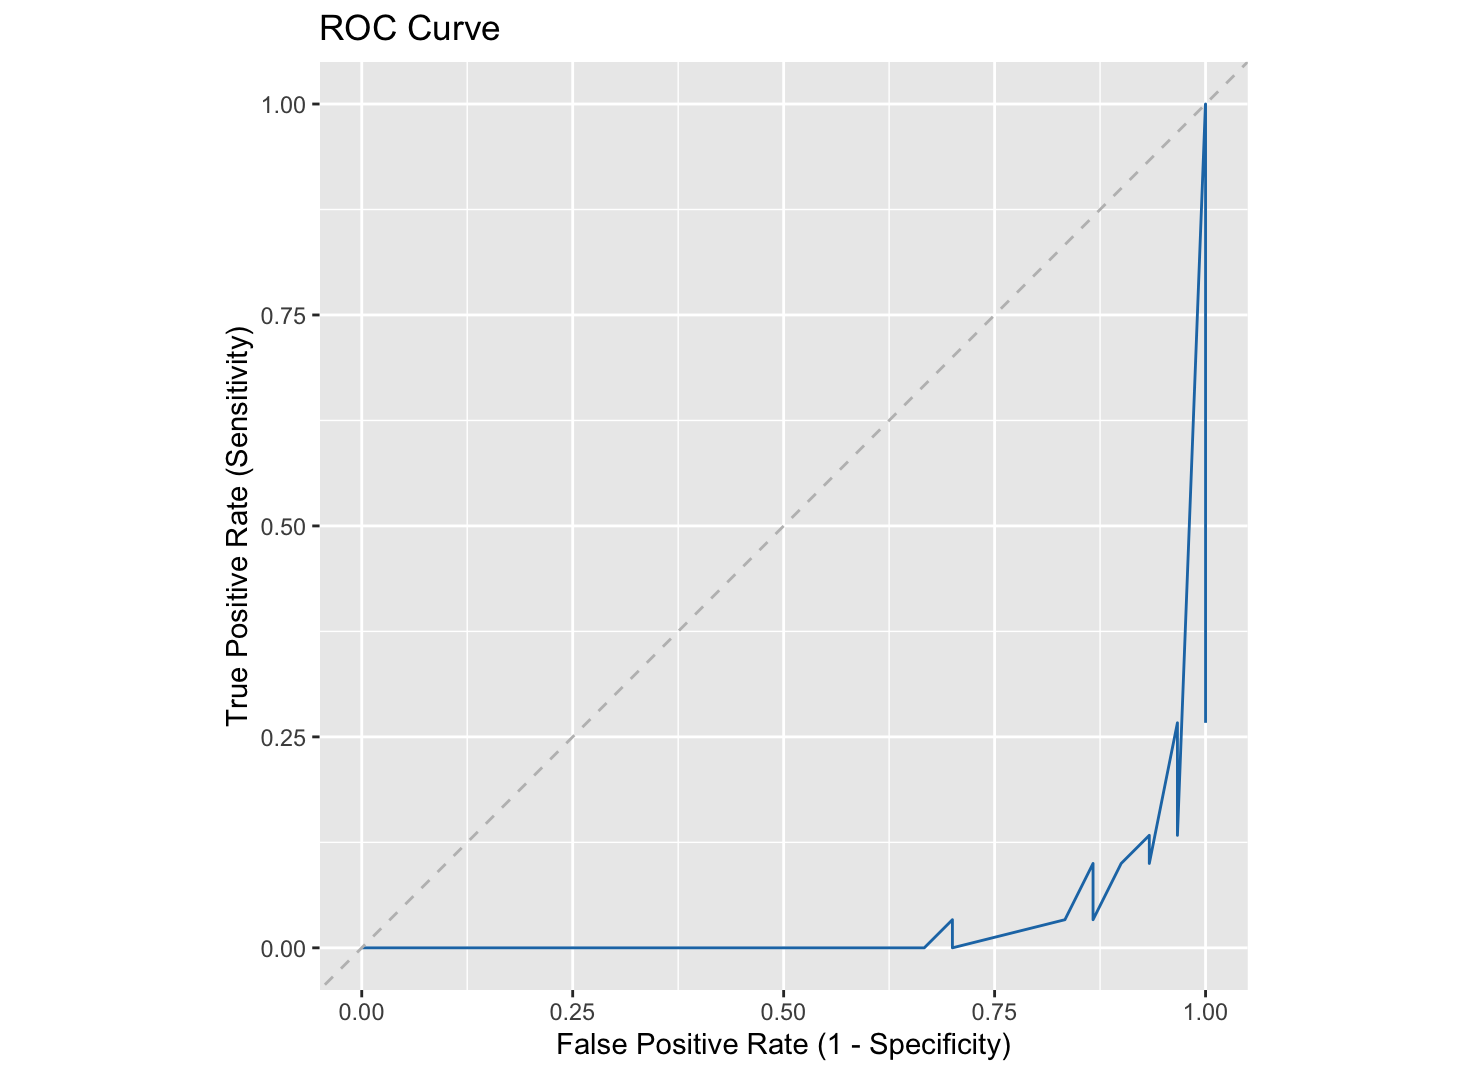 ROC Curve
True Positive Rate (Sensitivity)
1.00
0.75
0.50
0.25
0.00
0.00 0.25 0.50 0.75 1.00
False Positive Rate (1 - Specificity)